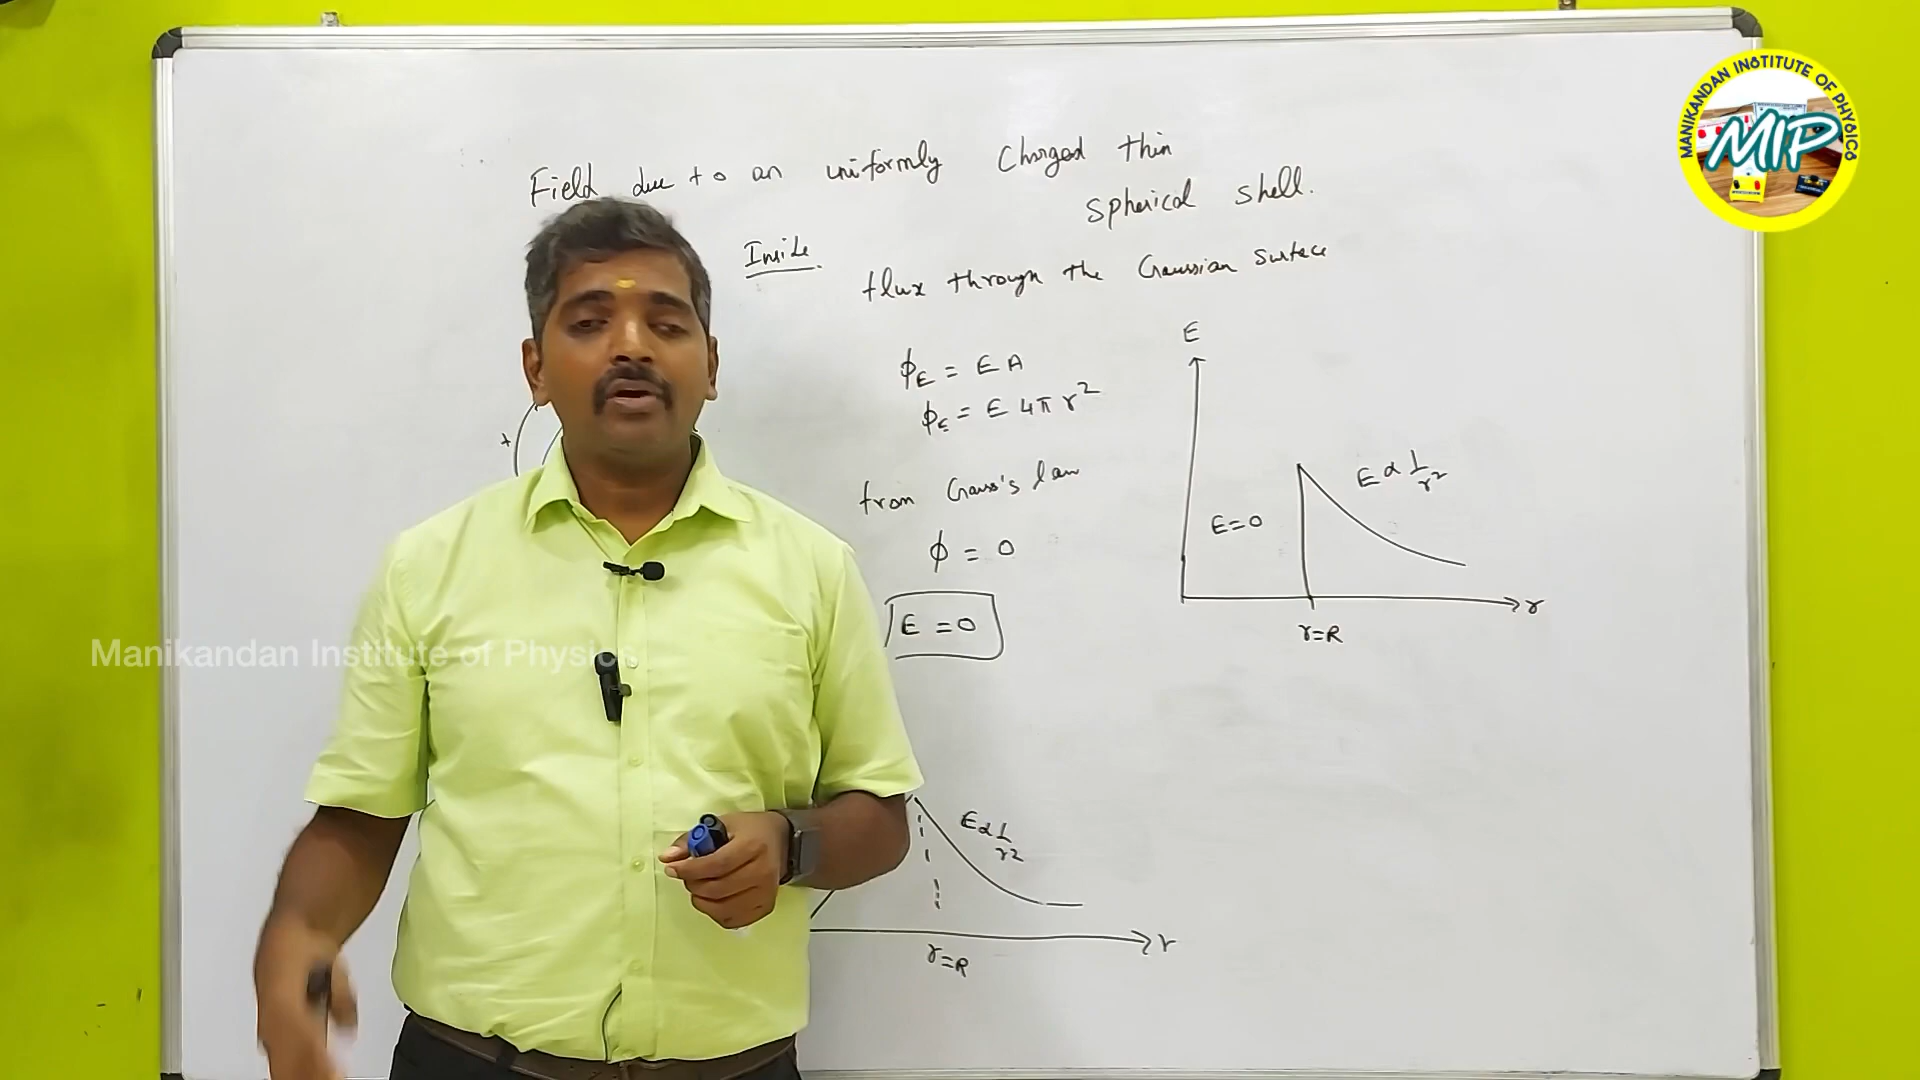 Field due to an uniformly charged thin
spherical shell.
Inside.
flux through the Gaussian surface
ϕE = E A
ϕE = E 4π r²
from Gauss's law
ϕ = 0
E = 0
E
E ∝ 1/r²
E=0
r
r=R
+
E ∝ 1/r²
r
r=R
MANIKANDAN INSTITUTE OF PHYSICS
MIP
Manikandan Institute of Physics